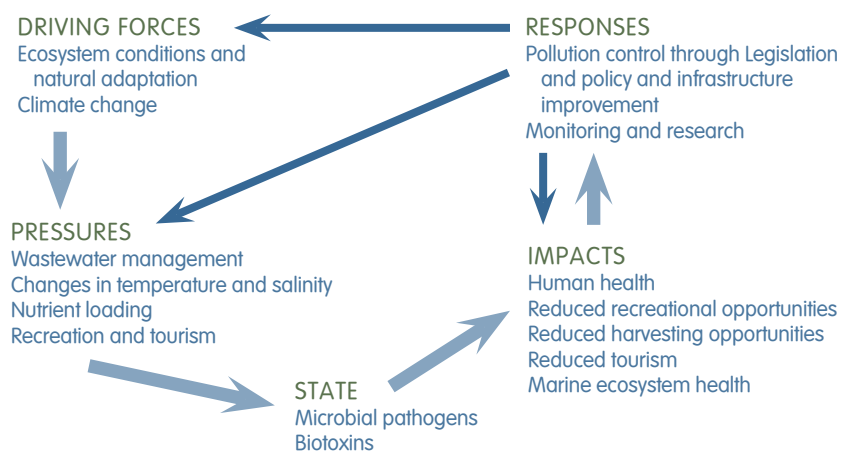 DRIVING FORCES
Ecosystem conditions and
natural adaptation
Climate change
RESPONSES
Pollution control through Legislation
and policy and infrastructure
improvement
Monitoring and research
PRESSURES
Wastewater management
Changes in temperature and salinity
Nutrient loading
Recreation and tourism
IMPACTS
Human health
Reduced recreational opportunities
Reduced harvesting opportunities
Reduced tourism
Marine ecosystem health
STATE
Microbial pathogens
Biotoxins